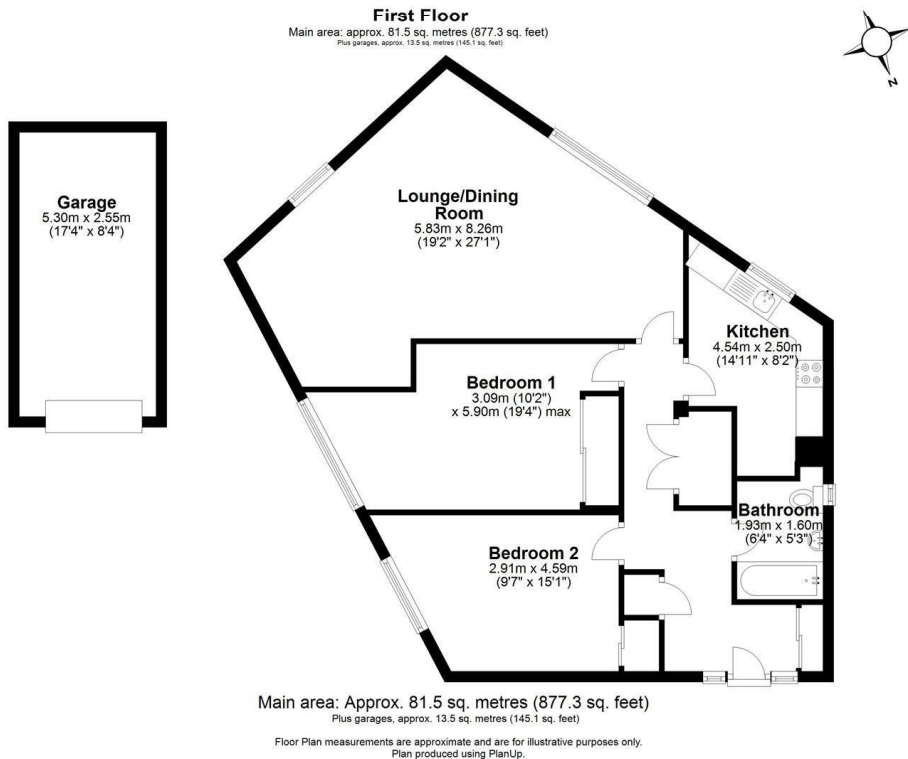 First Floor
Main area: approx. 81.5 sq. metres (877.3 sq. feet)
Plus garages, approx. 13.5 sq. metres (145.1 sq. feet)
N
Garage
5.30m x 2.55m
(17'4" x 8'4")
Lounge/Dining
Room
5.83m x 8.26m
(19'2" x 27'1")
Kitchen
4.54m x 2.50m
(14'11" x 8'2")
Bedroom 1
3.09m (10'2")
x 5.90m (19'4") max
Bathroom
1.93m x 1.60m
(6'4" x 5'3")
Bedroom 2
2.91m x 4.59m
(9'7" x 15'1")
Main area: Approx. 81.5 sq. metres (877.3 sq. feet)
Plus garages, approx. 13.5 sq. metres (145.1 sq. feet)
Floor Plan measurements are approximate and are for illustrative purposes only.
Plan produced using PlanUp.